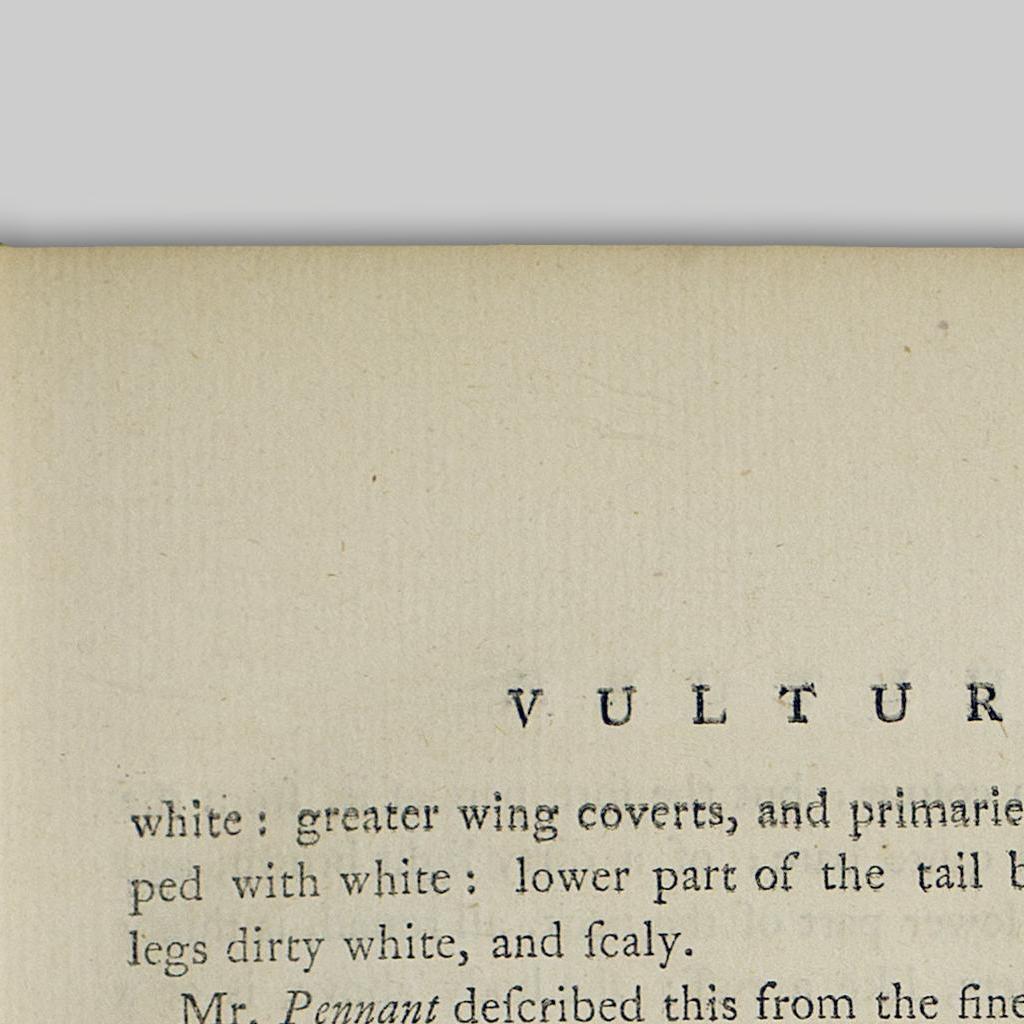 V U L T U R
white : greater wing coverts, and primarie
ped with white : lower part of the tail b
legs dirty white, and ſcaly.
Mr. Pennant deſcribed this from the fine